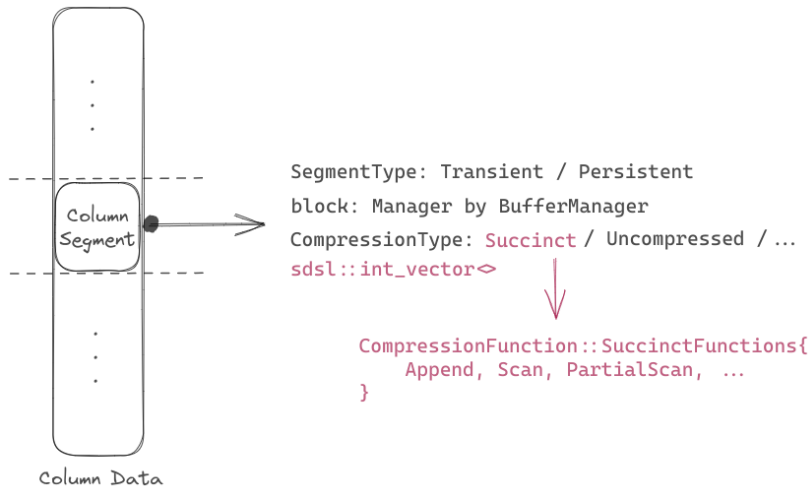 Column
Segment
SegmentType: Transient / Persistent
block: Manager by BufferManager
CompressionType: Succinct / Uncompressed /...
sdsl::int_vector<>
CompressionFunction::SuccinctFunctions{
Append, Scan, PartialScan, ...
}
Column Data